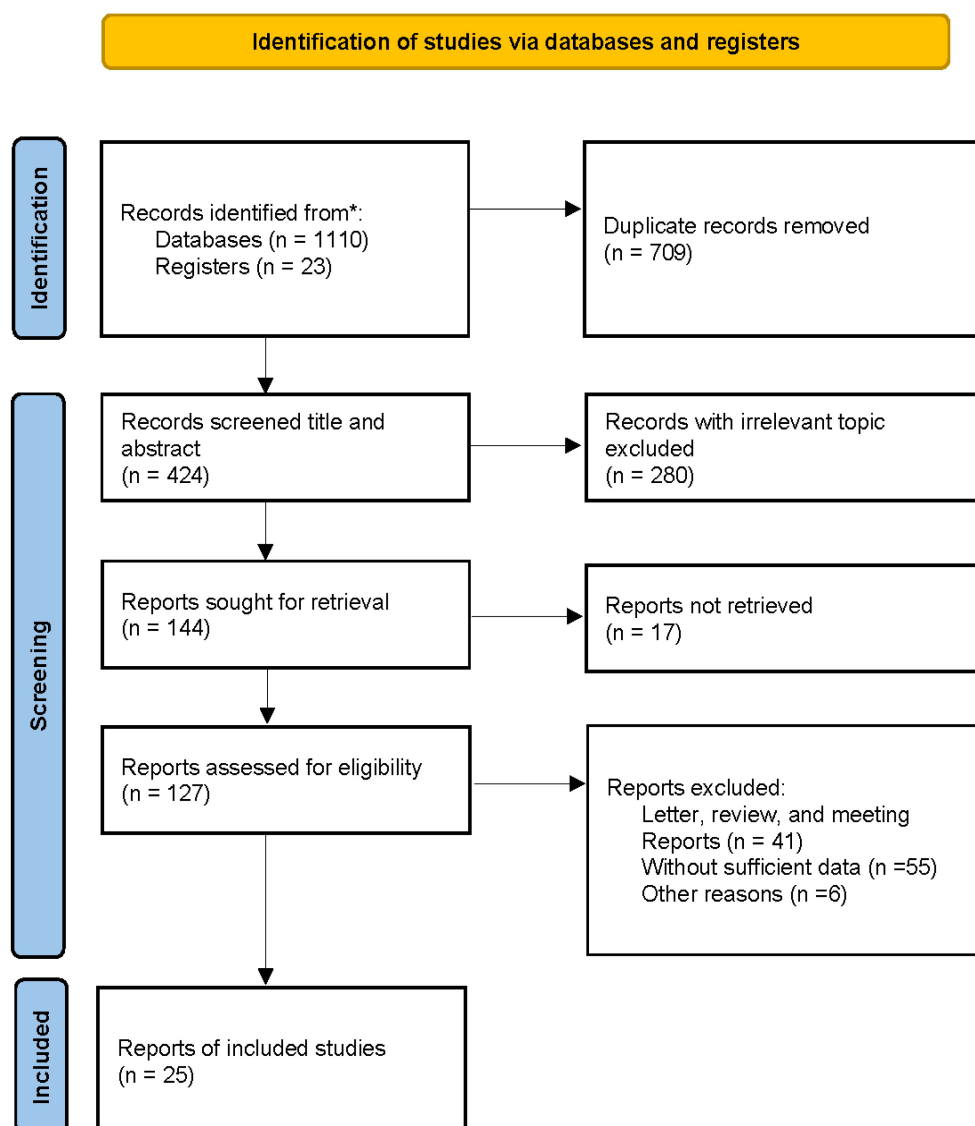 Identification of studies via databases and registers
Identification
Records identified from*:
Databases (n = 1110)
Registers (n = 23)
Duplicate records removed
(n = 709)
Screening
Records screened title and
abstract
(n = 424)
Records with irrelevant topic
excluded
(n = 280)
Reports sought for retrieval
(n = 144)
Reports not retrieved
(n = 17)
Reports assessed for eligibility
(n = 127)
Reports excluded:
Letter, review, and meeting
Reports (n = 41)
Without sufficient data (n =55)
Other reasons (n =6)
Included
Reports of included studies
(n = 25)